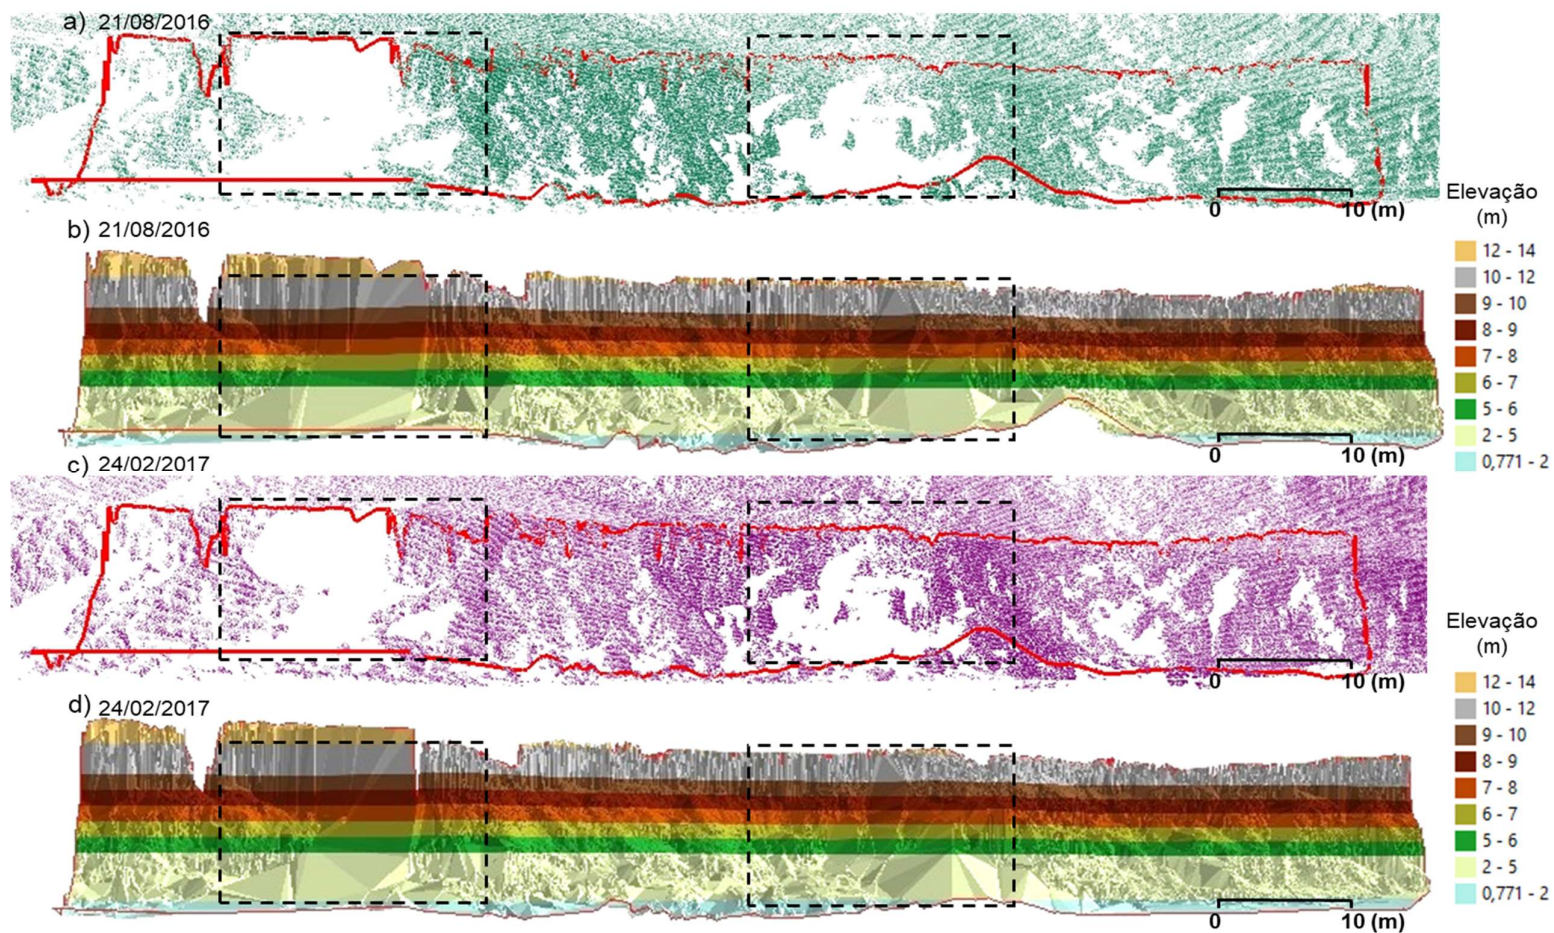 a) 21/08/2016
0 10 (m)
b) 21/08/2016
Elevação
(m)
12 - 14
10 - 12
9 - 10
8 - 9
7 - 8
6 - 7
5 - 6
2 - 5
0,771 - 2
0 10 (m)
c) 24/02/2017
0 10 (m)
d) 24/02/2017
Elevação
(m)
12 - 14
10 - 12
9 - 10
8 - 9
7 - 8
6 - 7
5 - 6
2 - 5
0,771 - 2
0 10 (m)